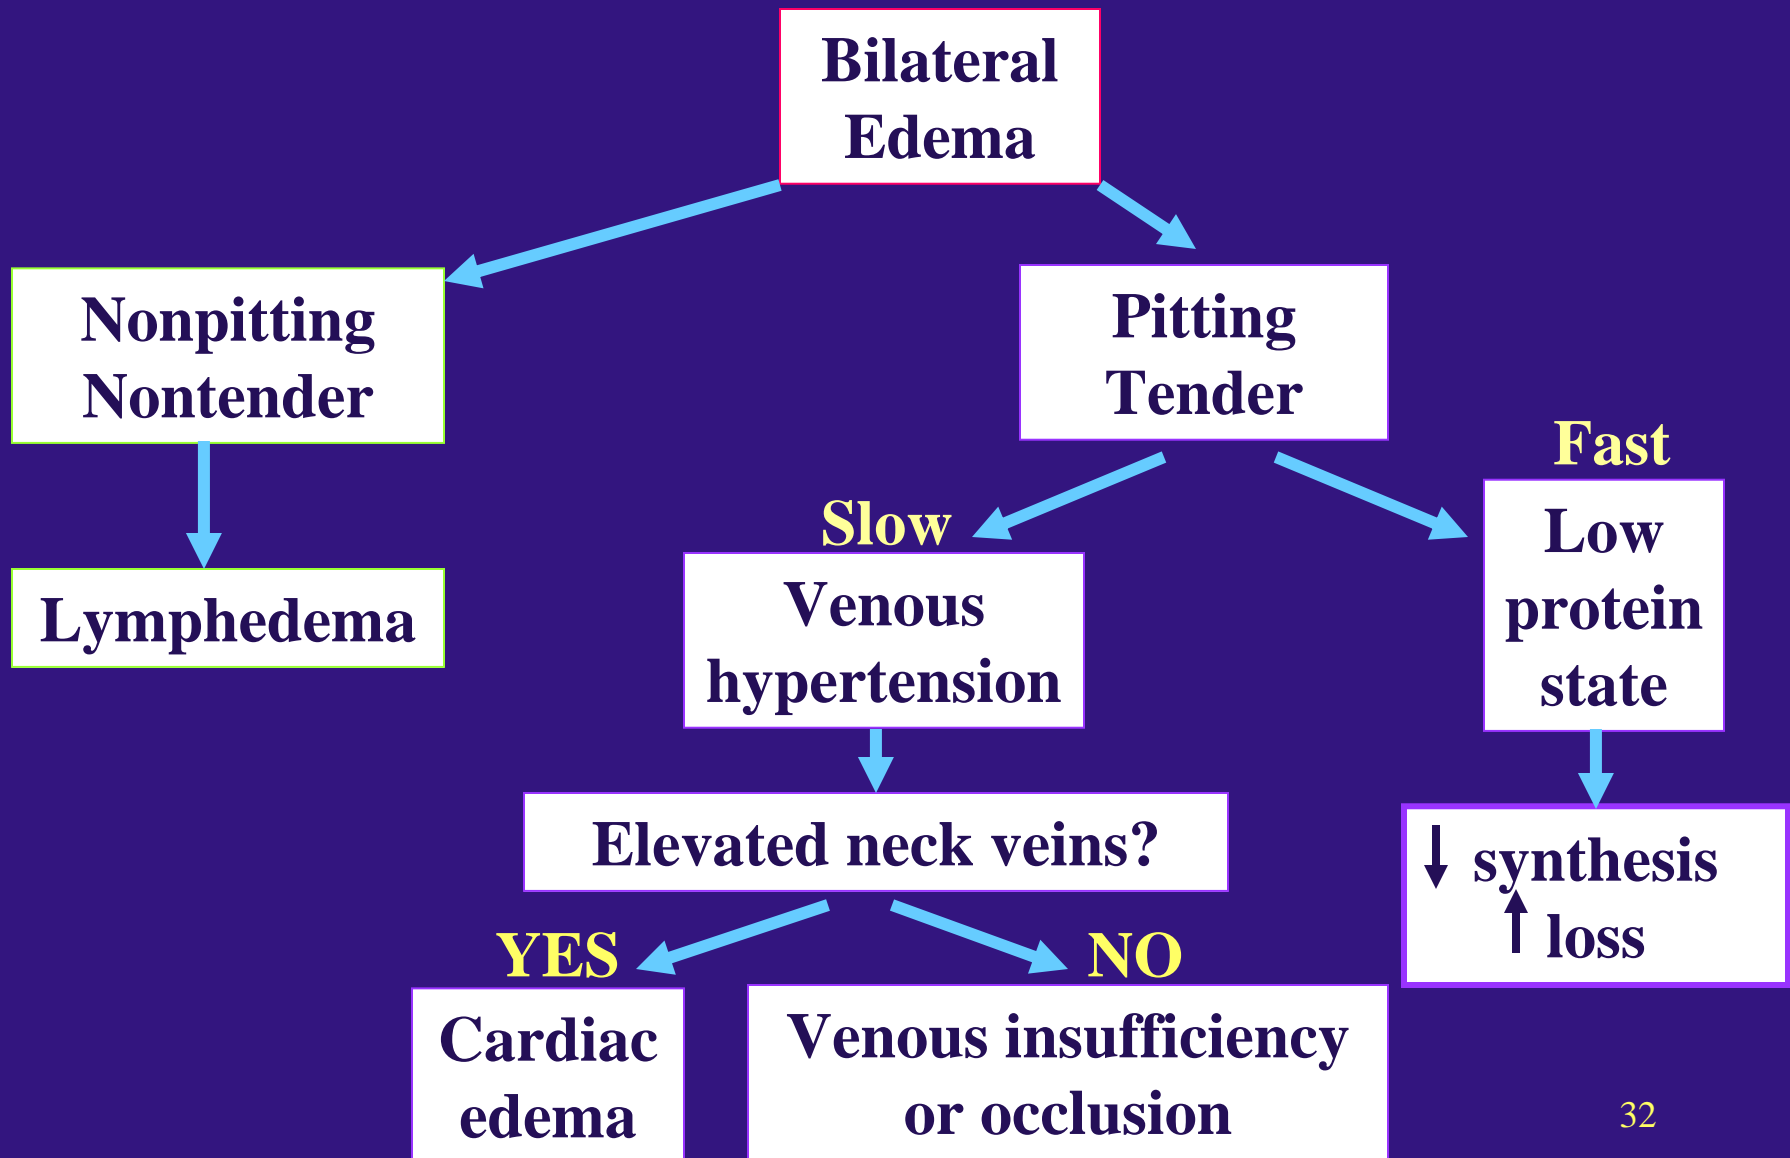 Bilateral
Edema
Nonpitting
Nontender
Pitting
Tender
Fast
Slow
Low
protein
state
Venous
hypertension
Lymphedema
Elevated neck veins?
↓ synthesis
↑ loss
YES
NO
Cardiac
edema
Venous insufficiency
or occlusion
32